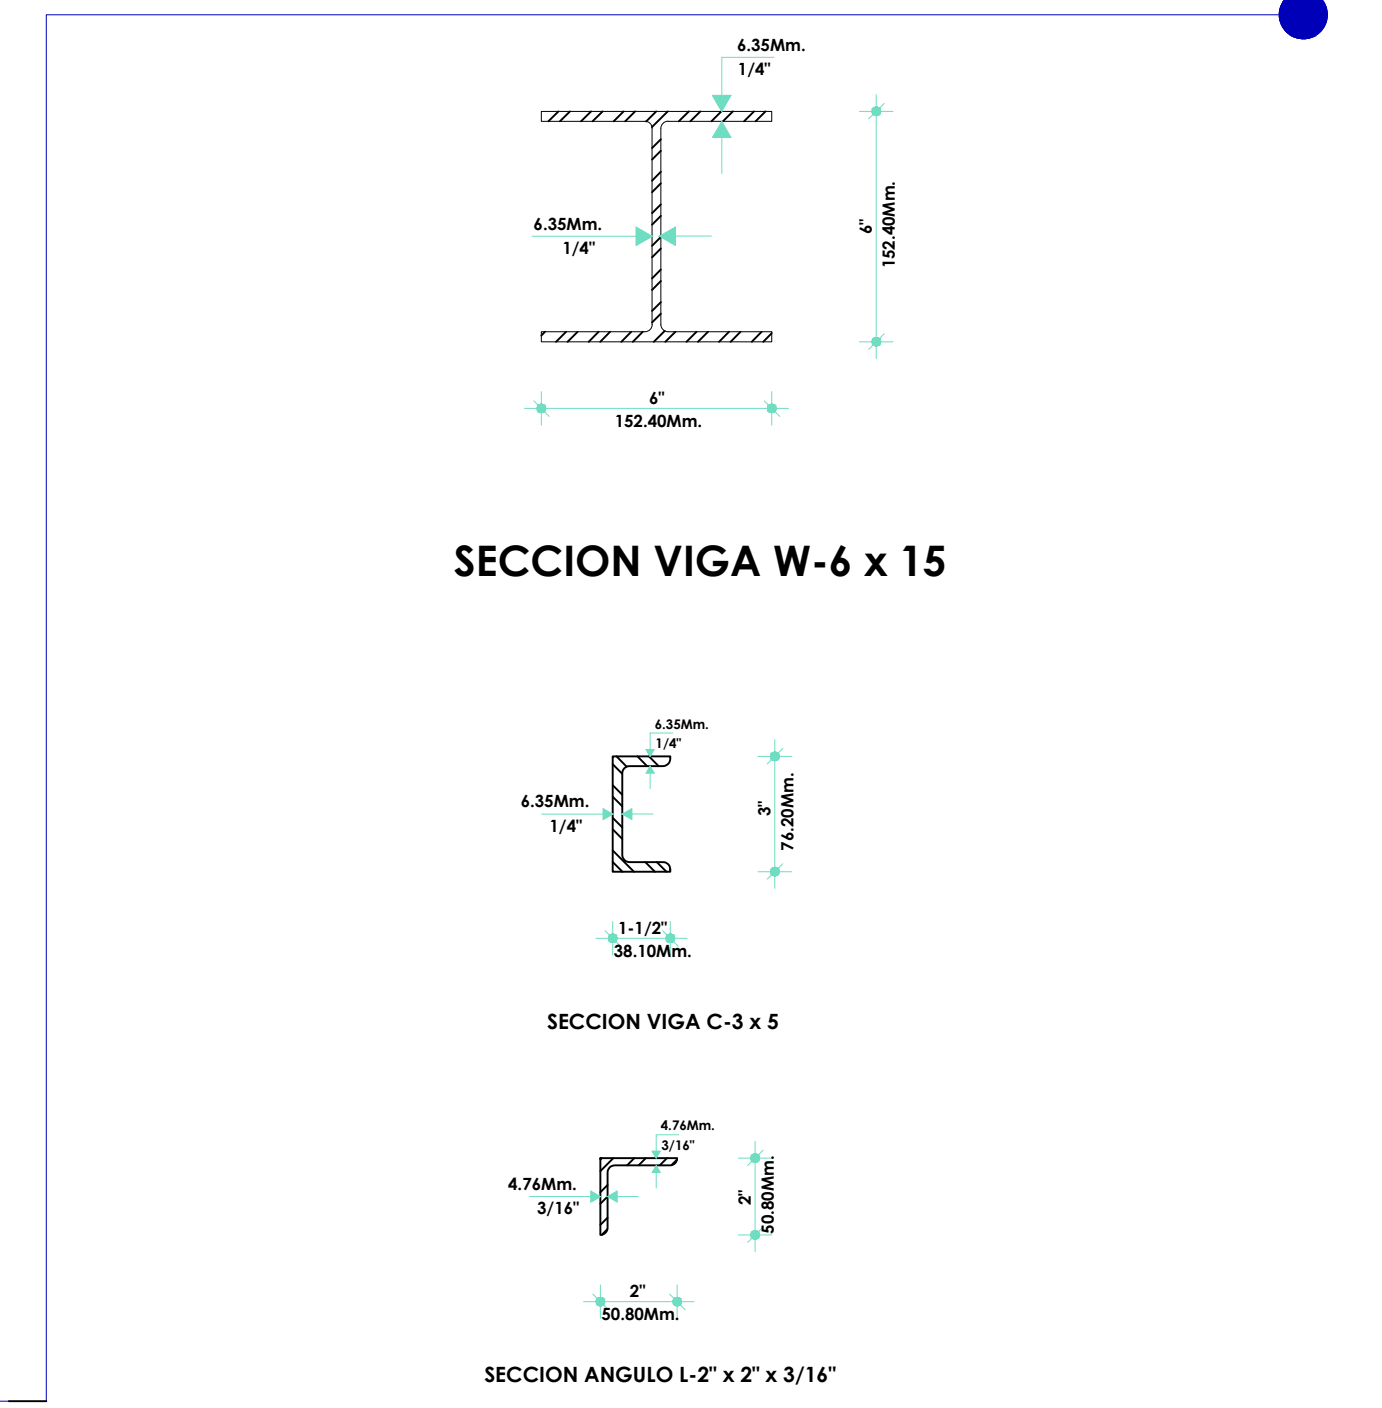 6.35Mm.
1/4"
6.35Mm.
1/4"
6"
152.40Mm.
6"
152.40Mm.
SECCION VIGA W-6 x 15
6.35Mm.
1/4"
6.35Mm.
1/4"
3"
76.20Mm.
1-1/2"
38.10Mm.
SECCION VIGA C-3 x 5
4.76Mm.
3/16"
4.76Mm.
3/16"
2"
50.80Mm.
2"
50.80Mm.
SECCION ANGULO L-2" x 2" x 3/16"